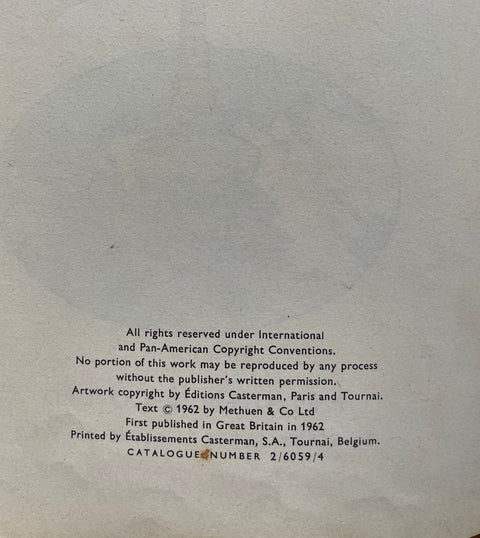 All rights reserved under International
and Pan-American Copyright Conventions.
No portion of this work may be reproduced by any process
without the publisher's written permission.
Artwork copyright by Éditions Casterman, Paris and Tournai.
Text © 1962 by Methuen & Co Ltd
First published in Great Britain in 1962
Printed by Établissements Casterman, S.A., Tournai, Belgium.
CATALOGUE NUMBER 2/6059/4